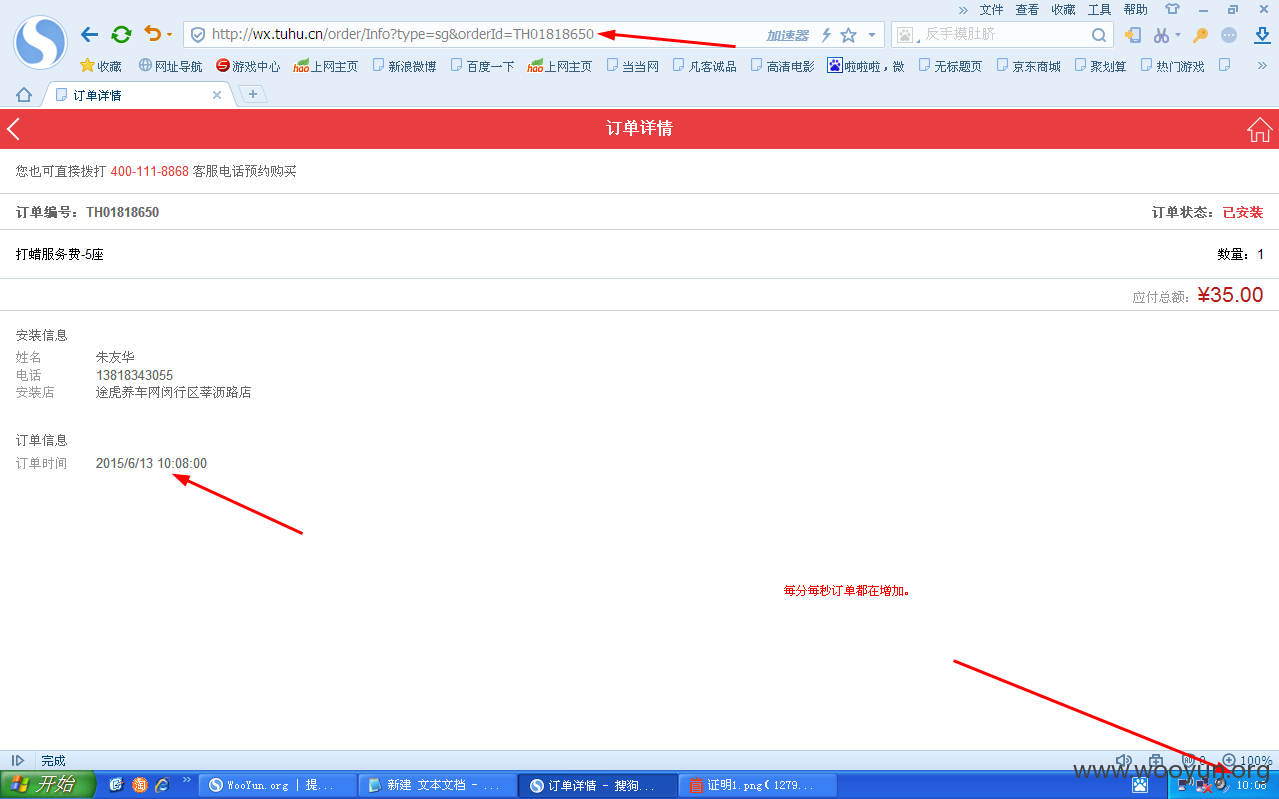 » 文件 查看 收藏 工具 帮助
http://wx.tuhu.cn/order/Info?type=sg&orderId=TH01818650 加速器 反手摸肚脐
收藏 网址导航 游戏中心 hao上网主页 新浪微博 百度一下 hao上网主页 当当网 凡客诚品 高清电影 啦啦啦，微 无标题页 京东商城 聚划算 热门游戏 »
订单详情
订单详情
您也可直接拨打 400-111-8868 客服电话预约购买
订单编号：TH01818650 订单状态：已安装
打蜡服务费-5座 数量：1
应付总额：¥35.00
安装信息
姓名 朱友华
电话 13818343055
安装店 途虎养车网闵行区莘沥路店
订单信息
订单时间 2015/6/13 10:08:00
每分每秒订单都在增加。
完成 100%
www.wooyun.org
开始 淘 » WooYun.org | 提... 新建 文本文档 - ... 订单详情 - 搜狗... 证明1.png( 1279... 10:08